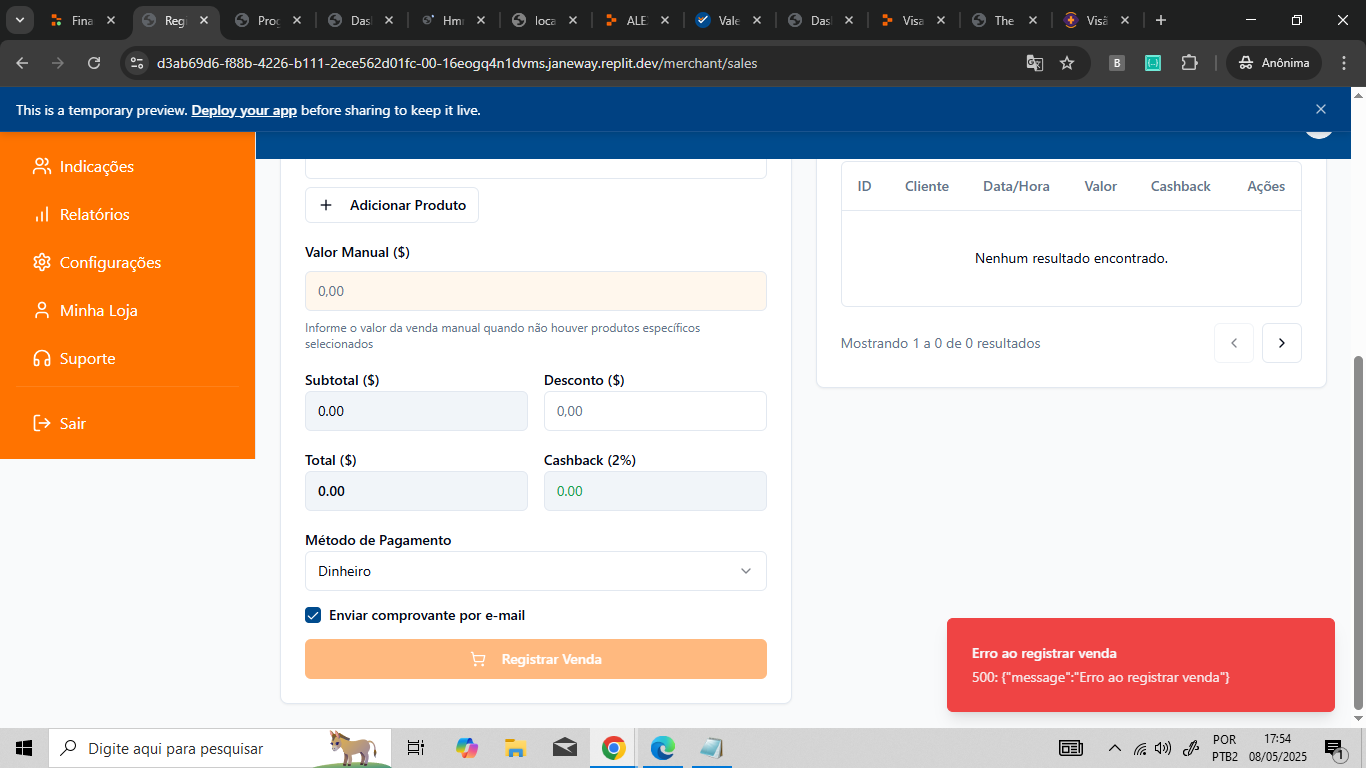 Fina
Regi
Prog
Dasl
Hmr
loca
ALE
Vale
Dasl
Visa
The
Visã
d3ab69d6-f88b-4226-b111-2ece562d01fc-00-16eogq4n1dvms.janeway.replit.dev/merchant/sales
B
Anônima
This is a temporary preview. Deploy your app before sharing to keep it live.
Indicações
Relatórios
Configurações
Minha Loja
Suporte
Sair
Adicionar Produto
Valor Manual ($)
0,00
Informe o valor da venda manual quando não houver produtos específicos
selecionados
Subtotal ($)
Desconto ($)
0.00
0,00
Total ($)
Cashback (2%)
0.00
0.00
Método de Pagamento
Dinheiro
Enviar comprovante por e-mail
Registrar Venda
ID
Cliente
Data/Hora
Valor
Cashback
Ações
Nenhum resultado encontrado.
Mostrando 1 a 0 de 0 resultados
Erro ao registrar venda
500: {"message":"Erro ao registrar venda"}
Digite aqui para pesquisar
POR
PTB2
17:54
08/05/2025
1